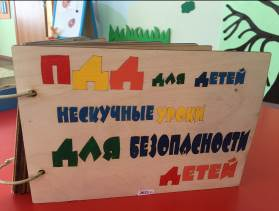 ПДД для детей
нескучные уроки
для безопасности
детей